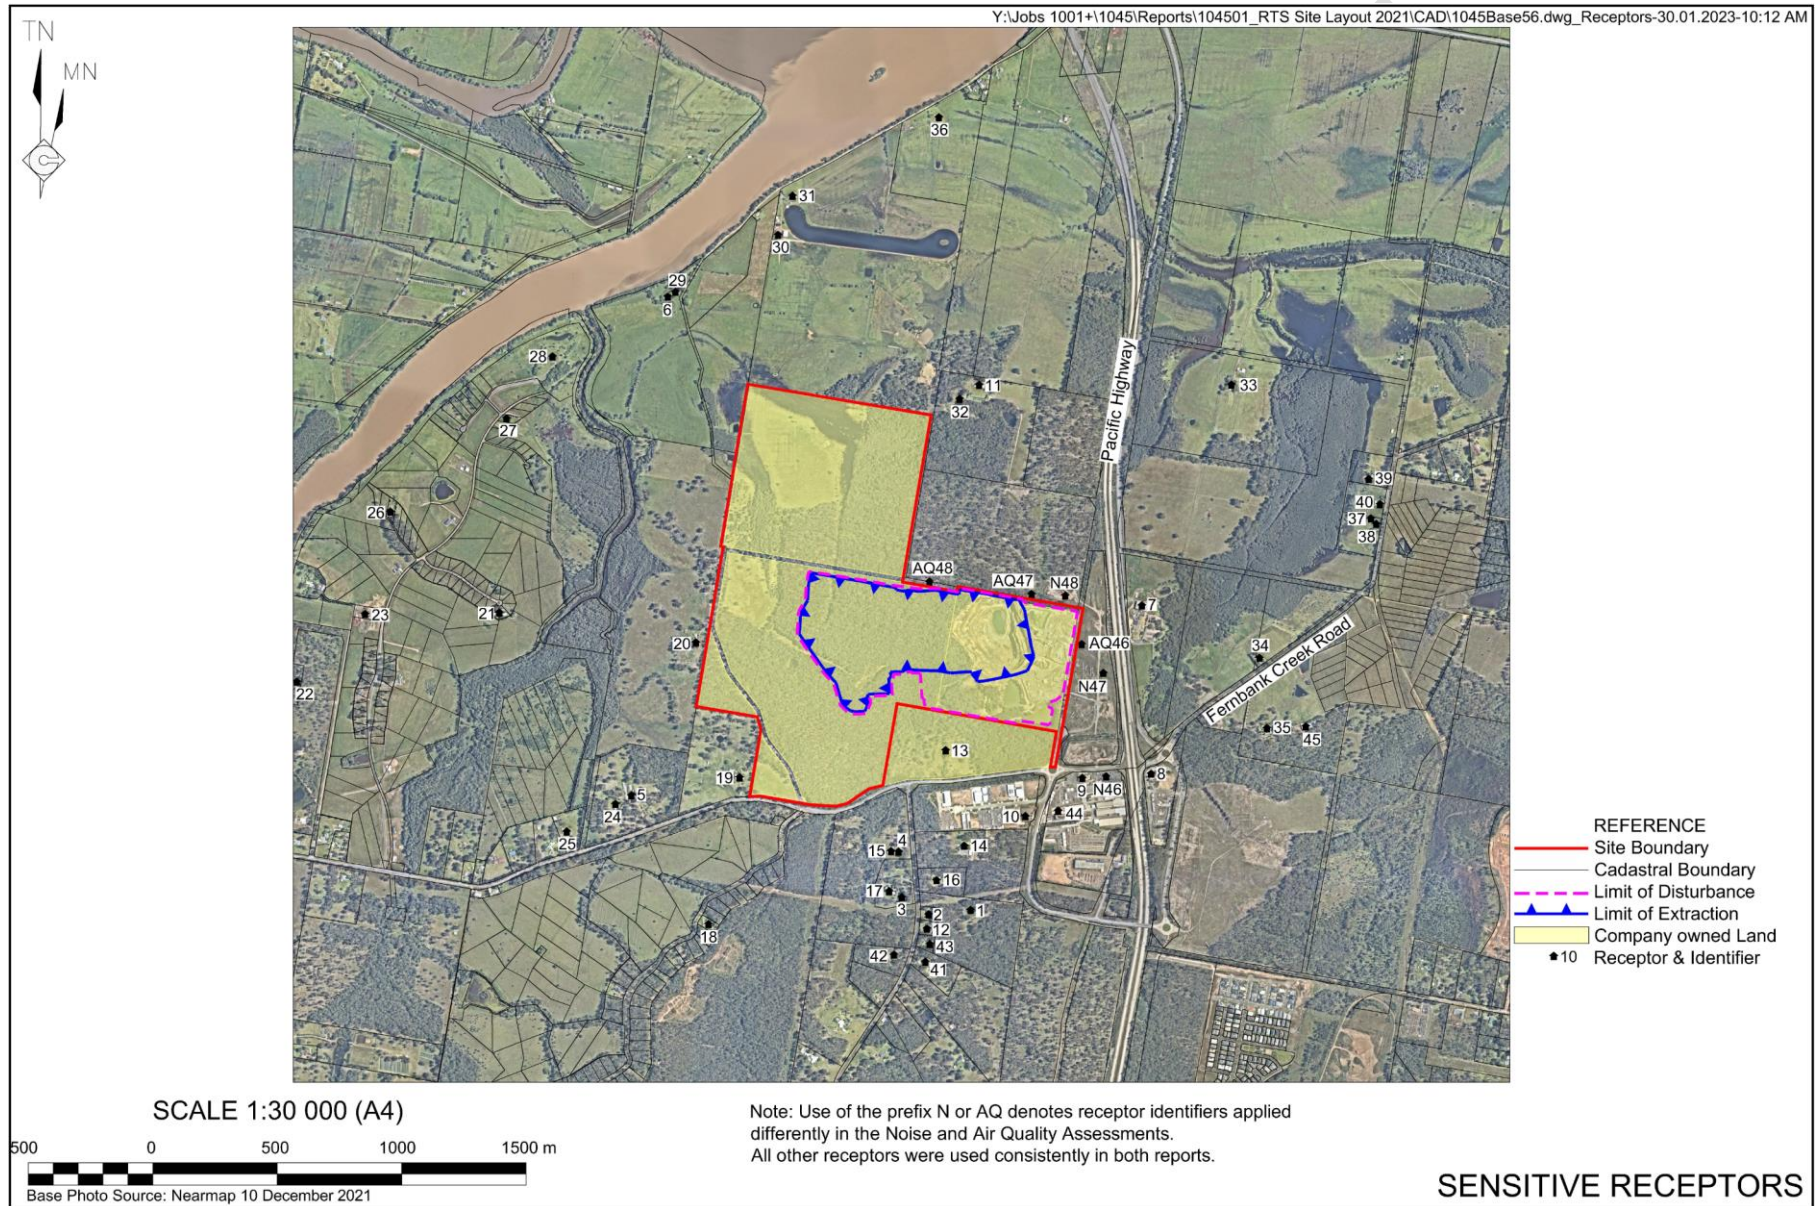 Y:\Jobs 1001+\1045\Reports\104501_RTS Site Layout 2021\CAD\1045Base56.dwg_Receptors-30.01.2023-10:12 AM
TN
MN
36
31
30
29
6
28
11
32
33
27
Pacific Highway
39
40
37
38
26
AQ48
AQ47
N48
7
23
21
20
AQ46
34
22
N47
Fernbank Creek Road
35
45
13
19
8
9
N46
5
24
10
44
25
15
4
14
16
17
3
2
1
12
18
43
42
41
REFERENCE
Site Boundary
Cadastral Boundary
Limit of Disturbance
Limit of Extraction
Company owned Land
10 Receptor & Identifier
SCALE 1:30 000 (A4)
500 0 500 1000 1500 m
Base Photo Source: Nearmap 10 December 2021
Note: Use of the prefix N or AQ denotes receptor identifiers applied
differently in the Noise and Air Quality Assessments.
All other receptors were used consistently in both reports.
SENSITIVE RECEPTORS